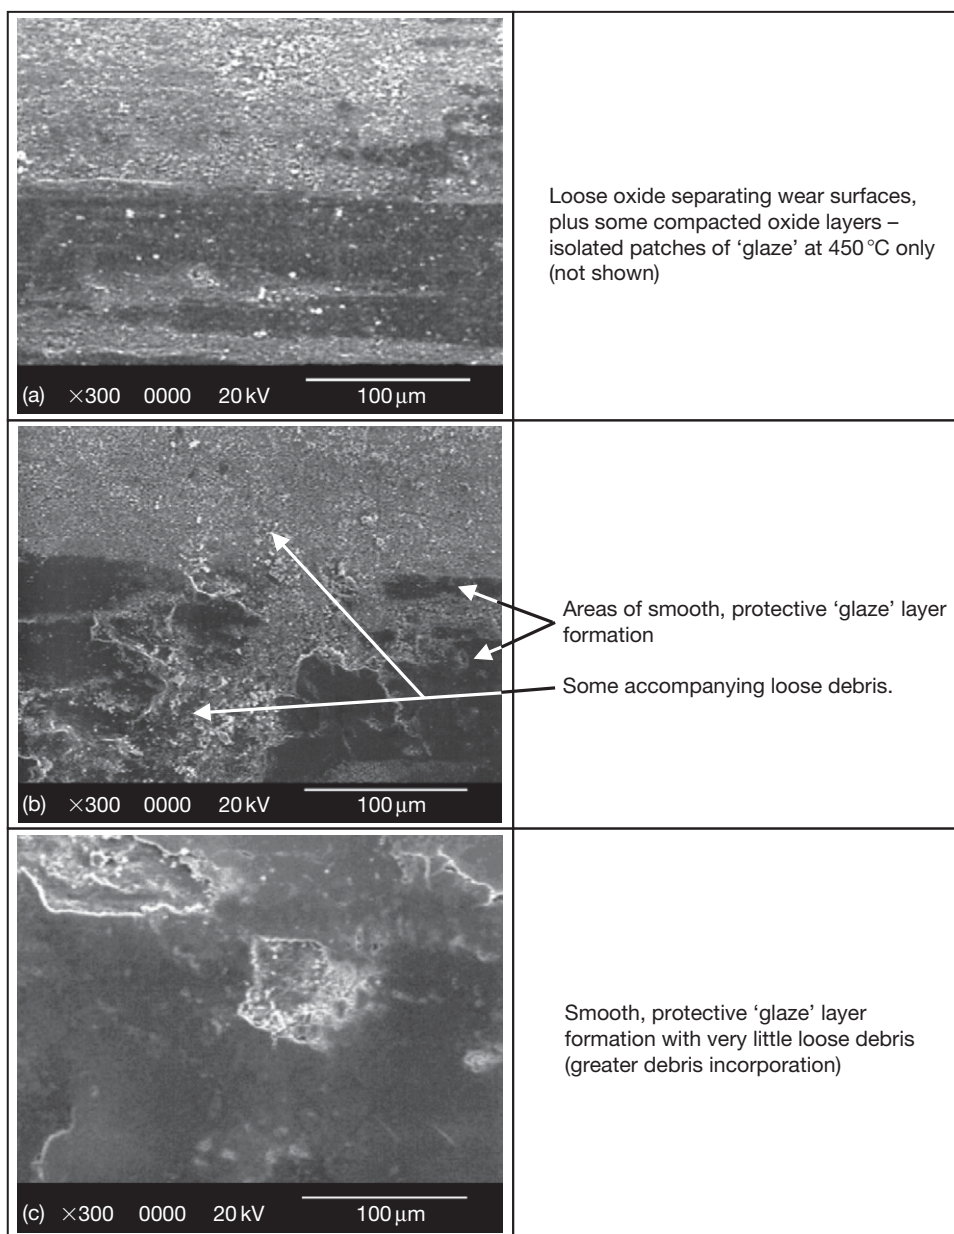 Loose oxide separating wear surfaces,
plus some compacted oxide layers –
isolated patches of ‘glaze’ at 450 °C only
(not shown)
(a) ×300 0000 20 kV 100 μm
Areas of smooth, protective ‘glaze’ layer
formation
Some accompanying loose debris.
(b) ×300 0000 20 kV 100 μm
Smooth, protective ‘glaze’ layer
formation with very little loose debris
(greater debris incorporation)
(c) ×300 0000 20 kV 100 μm